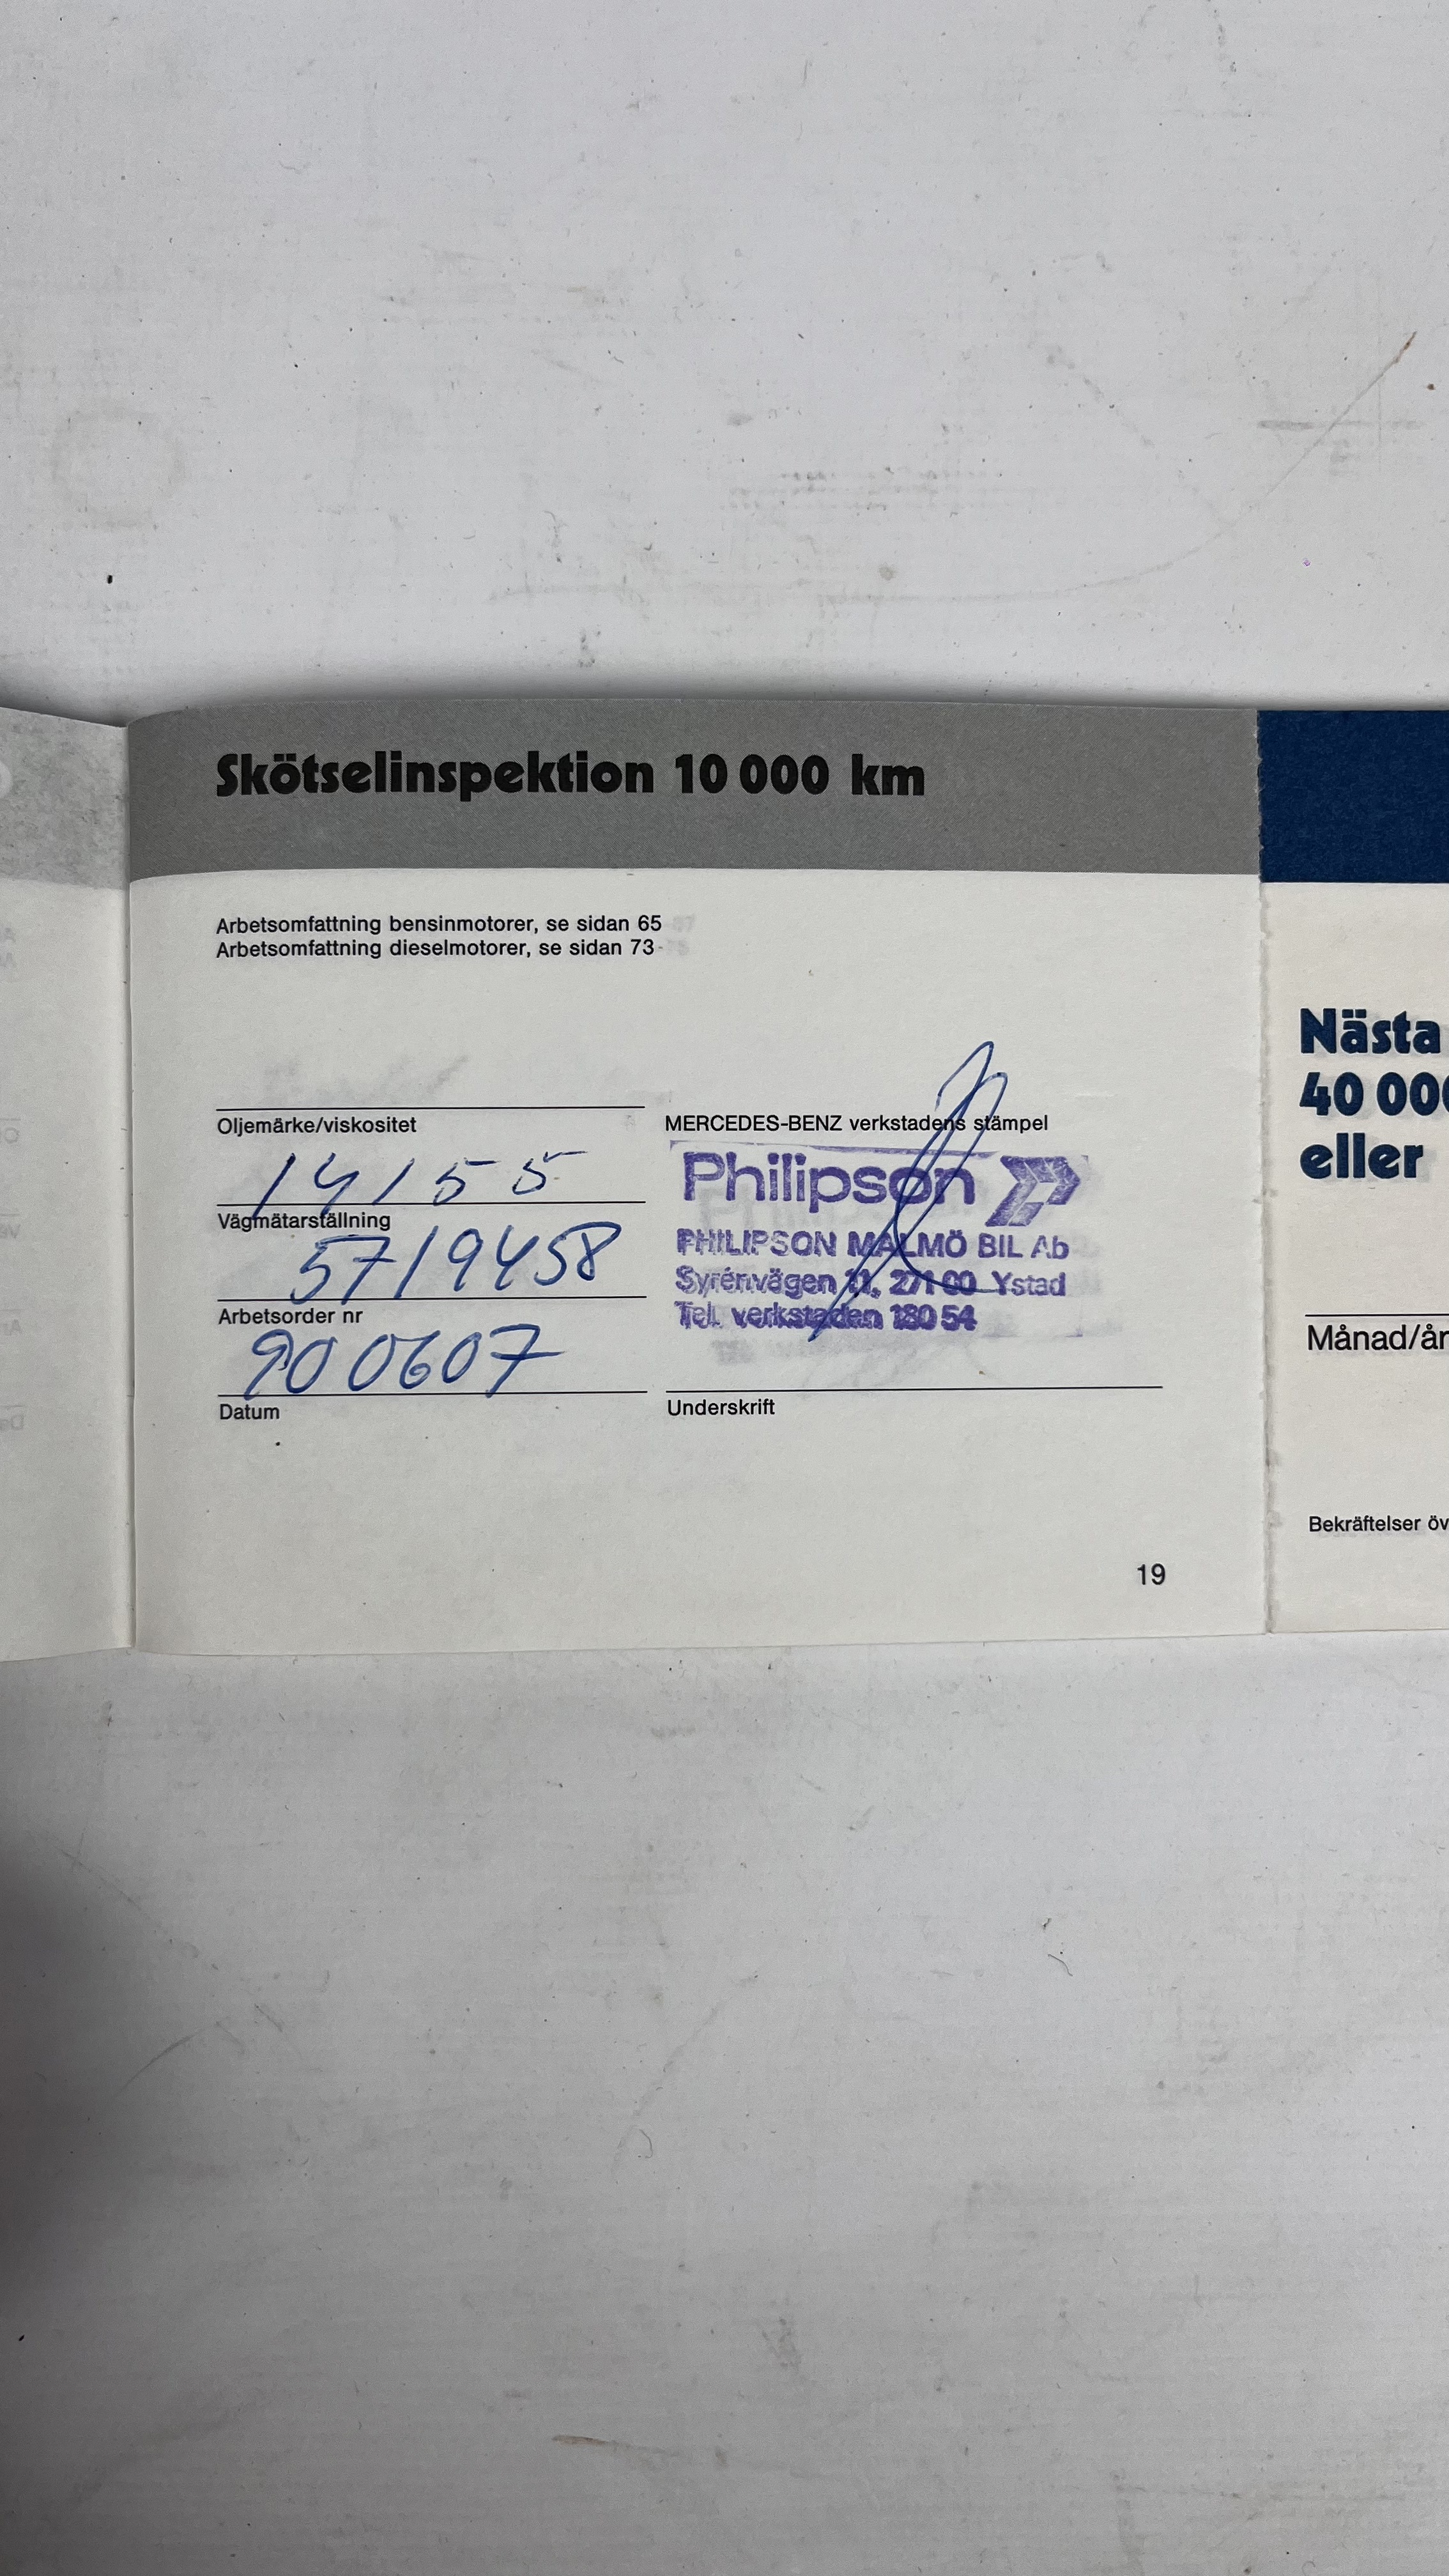 Skötselinspektion 10 000 km
Arbetsomfattning bensinmotorer, se sidan 65
Arbetsomfattning dieselmotorer, se sidan 73
Oljemärke/viskositet
14155
Vägmätarställning
5719458
Arbetsorder nr
900607
Datum
MERCEDES-BENZ verkstadens stämpel
Philipson
PHILIPSON MALMÖ BIL Ab
Syrénvägen 11, 271 00 Ystad
Tel. verkstaden 180 54
Underskrift
19
Nästa
40 000
eller
Månad/år
Bekräftelser öv